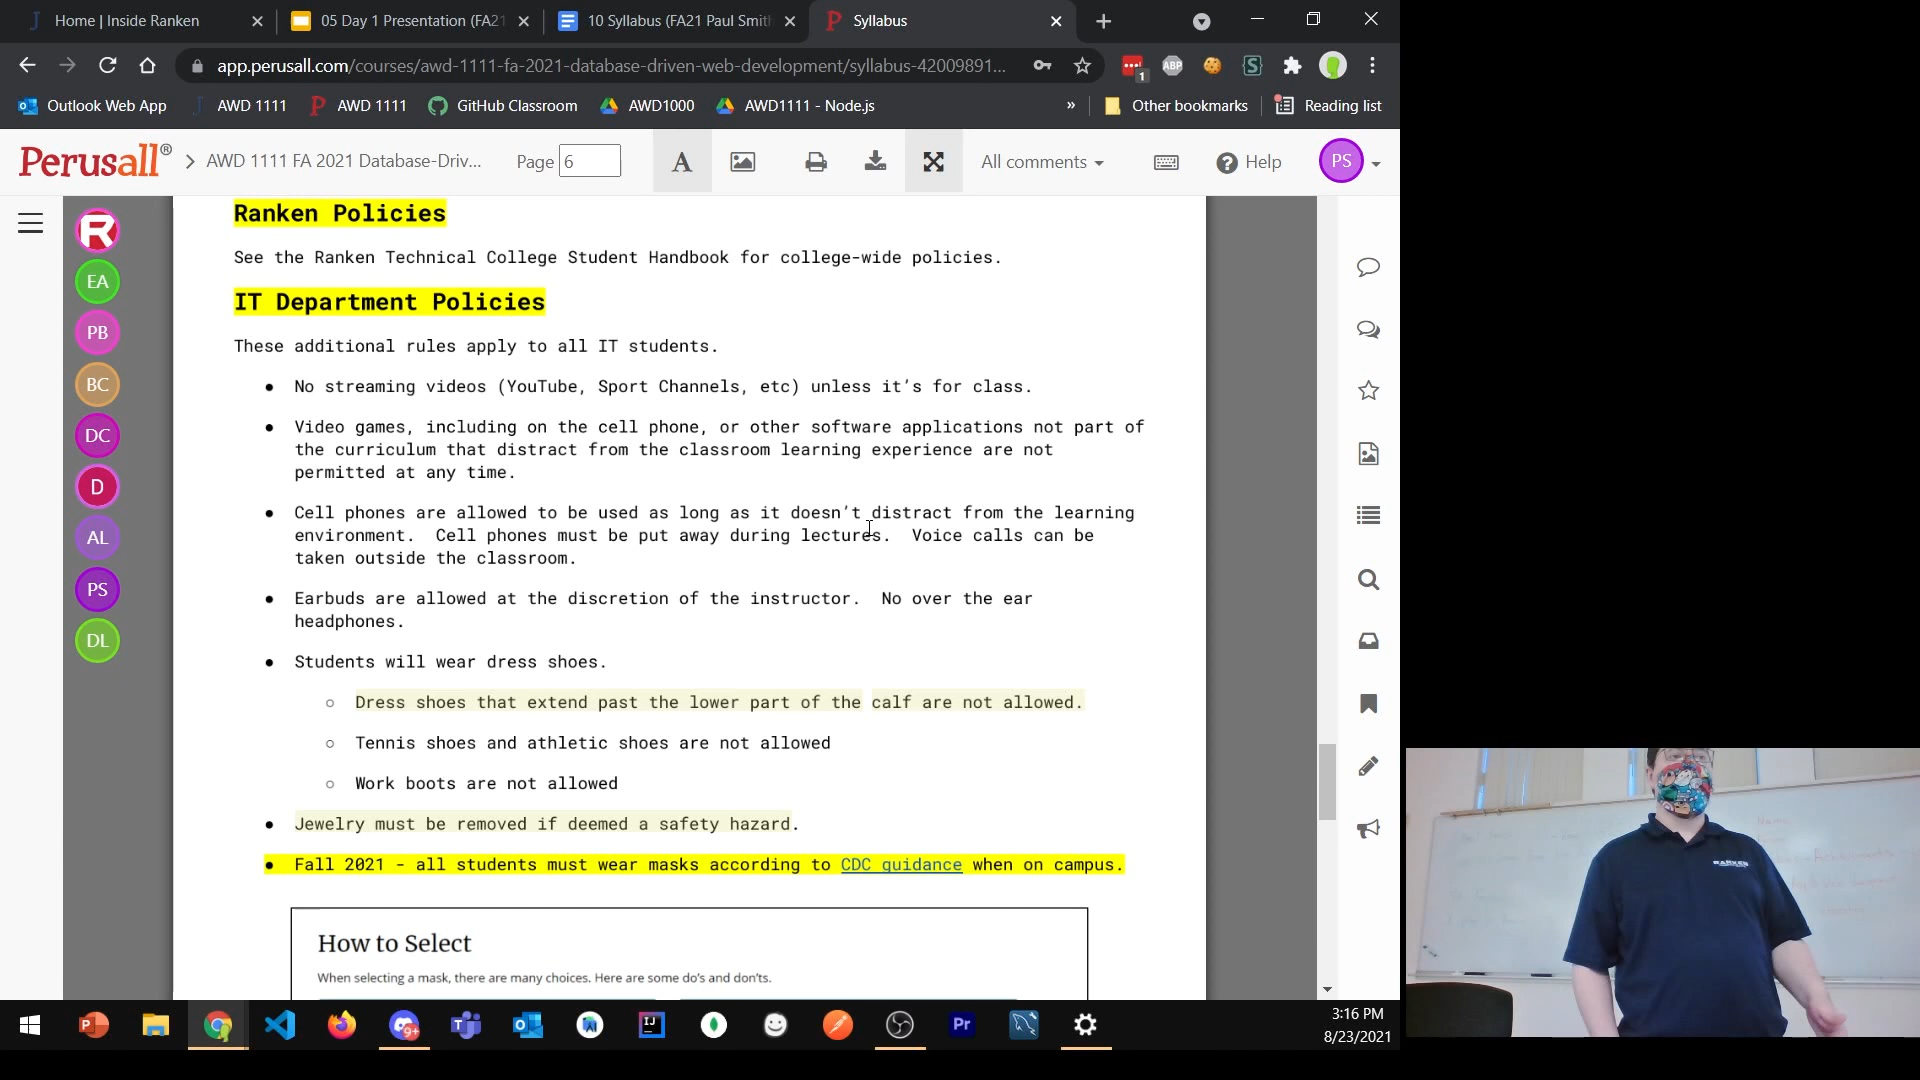 Home | Inside Ranken
05 Day 1 Presentation (FA21
10 Syllabus (FA21 Paul Smith
Syllabus
app.perusall.com/courses/awd-1111-fa-2021-database-driven-web-development/syllabus-42009891...
1
ABP
Outlook Web App
AWD 1111
AWD 1111
GitHub Classroom
AWD1000
AWD1111 - Node.js
»
Other bookmarks
Reading list
Perusall®
AWD 1111 FA 2021 Database-Driv...
Page 6
A
All comments
Help
PS
R
EA
PB
BC
DC
D
AL
PS
DL
Ranken Policies
See the Ranken Technical College Student Handbook for college-wide policies.
IT Department Policies
These additional rules apply to all IT students.
● No streaming videos (YouTube, Sport Channels, etc) unless it's for class.
● Video games, including on the cell phone, or other software applications not part of
the curriculum that distract from the classroom learning experience are not
permitted at any time.
● Cell phones are allowed to be used as long as it doesn't distract from the learning
environment. Cell phones must be put away during lectures. Voice calls can be
taken outside the classroom.
● Earbuds are allowed at the discretion of the instructor. No over the ear
headphones.
● Students will wear dress shoes.
○ Dress shoes that extend past the lower part of the calf are not allowed.
○ Tennis shoes and athletic shoes are not allowed
○ Work boots are not allowed
● Jewelry must be removed if deemed a safety hazard.
● Fall 2021 - all students must wear masks according to CDC guidance when on campus.
How to Select
When selecting a mask, there are many choices. Here are some do's and don'ts.
9+
IJ
Pr
3:16 PM
8/23/2021
RANKEN